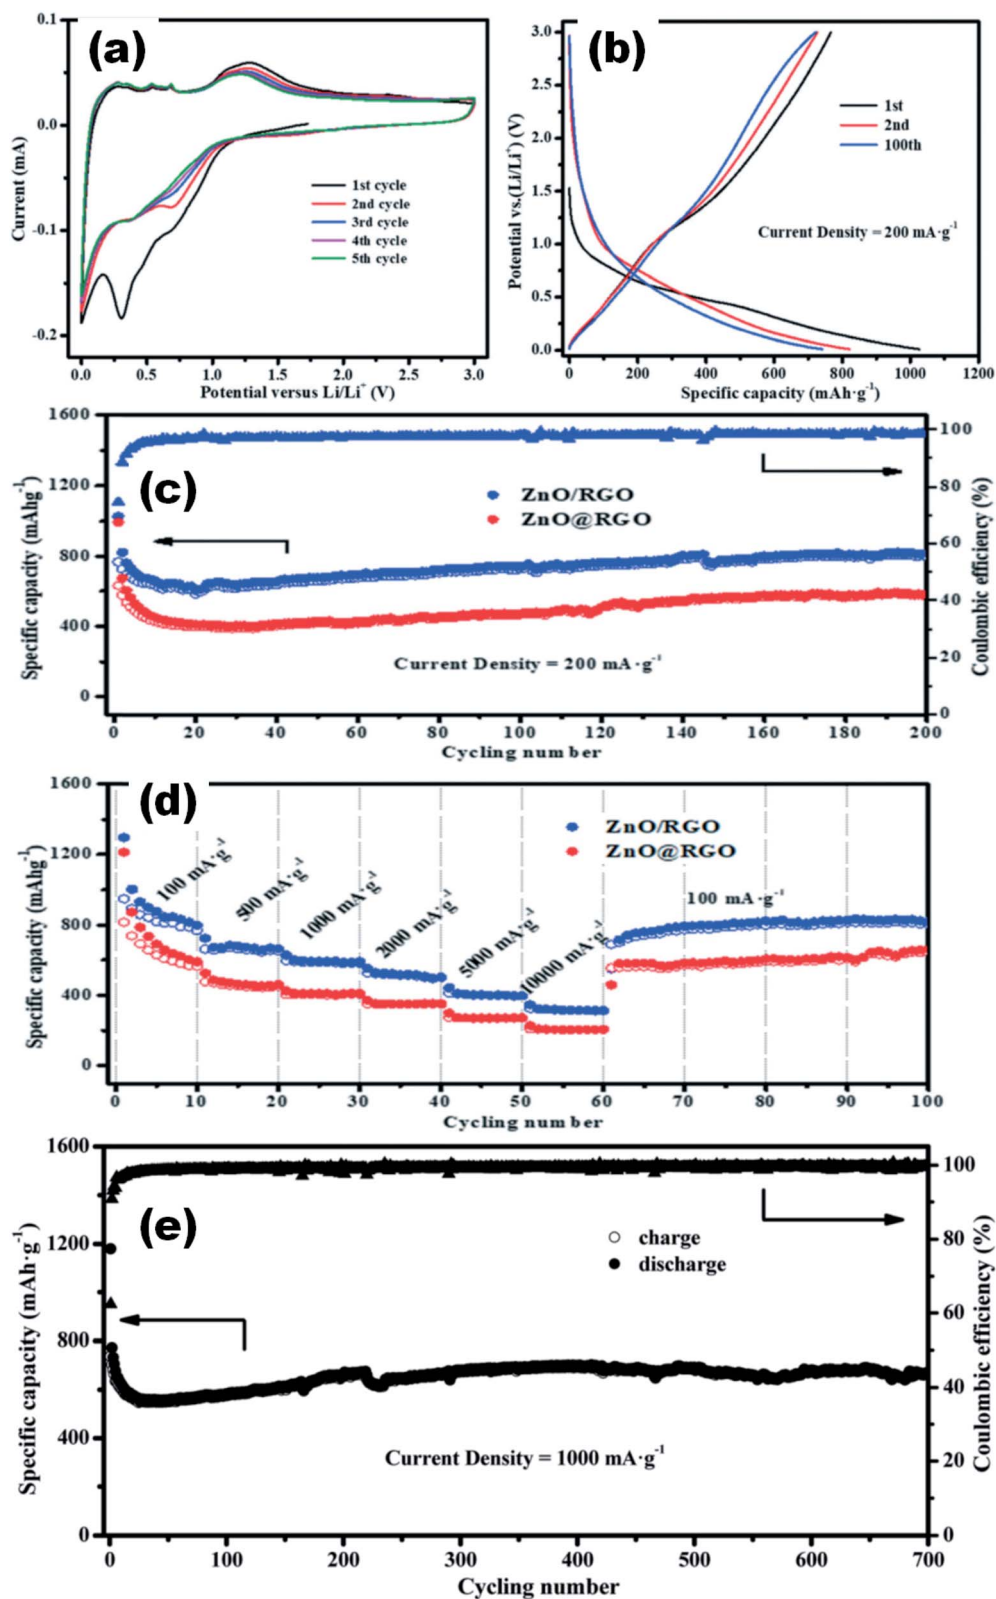 (a)
0.1
0.0
-0.1
-0.2
Current (mA)
1st cycle
2nd cycle
3rd cycle
4th cycle
5th cycle
0.0 0.5 1.0 1.5 2.0 2.5 3.0
Potential versus Li/Li⁺ (V)
(b)
3.0
2.5
2.0
1.5
1.0
0.5
0.0
Potential vs.(Li/Li⁺) (V)
1st
2nd
100th
Current Density = 200 mA·g⁻¹
0 200 400 600 800 1000 1200
Specific capacity (mAh·g⁻¹)
(c)
1600
1200
800
400
0
Specific capacity (mAhg⁻¹)
ZnO/RGO
ZnO@RGO
Current Density = 200 mA·g⁻¹
100
80
60
40
20
0
Coulombic efficiency (%)
0 20 40 60 80 100 120 140 160 180 200
Cycling number
(d)
1600
1200
800
400
0
Specific capacity (mAhg⁻¹)
ZnO/RGO
ZnO@RGO
100 mA·g⁻¹
500 mA·g⁻¹
1000 mA·g⁻¹
2000 mA·g⁻¹
5000 mA·g⁻¹
10000 mA·g⁻¹
100 mA·g⁻¹
0 10 20 30 40 50 60 70 80 90 100
Cycling number
(e)
1600
1200
800
400
0
Specific capacity (mAh·g⁻¹)
charge
discharge
Current Density = 1000 mA·g⁻¹
100
80
60
40
20
0
Coulombic efficiency (%)
0 100 200 300 400 500 600 700
Cycling number